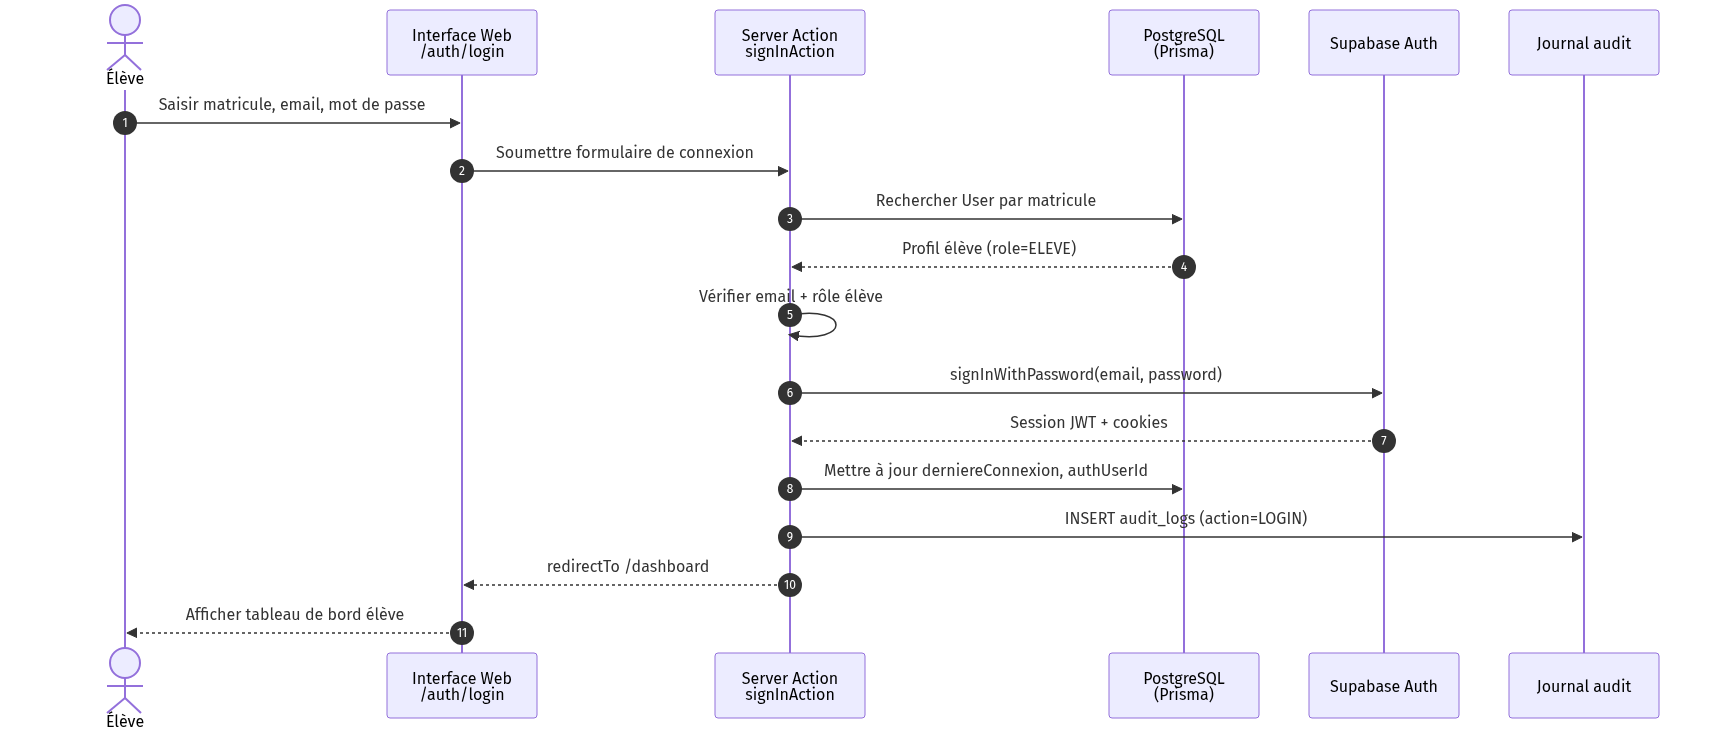 Élève
Interface Web
/auth/login
Server Action
signInAction
PostgreSQL
(Prisma)
Supabase Auth
Journal audit
Saisir matricule, email, mot de passe
1
Soumettre formulaire de connexion
2
Rechercher User par matricule
3
Profil élève (role=ELEVE)
4
Vérifier email + rôle élève
5
signInWithPassword(email, password)
6
Session JWT + cookies
7
Mettre à jour derniereConnexion, authUserId
8
INSERT audit_logs (action=LOGIN)
9
redirectTo /dashboard
10
Afficher tableau de bord élève
11
Élève
Interface Web
/auth/login
Server Action
signInAction
PostgreSQL
(Prisma)
Supabase Auth
Journal audit